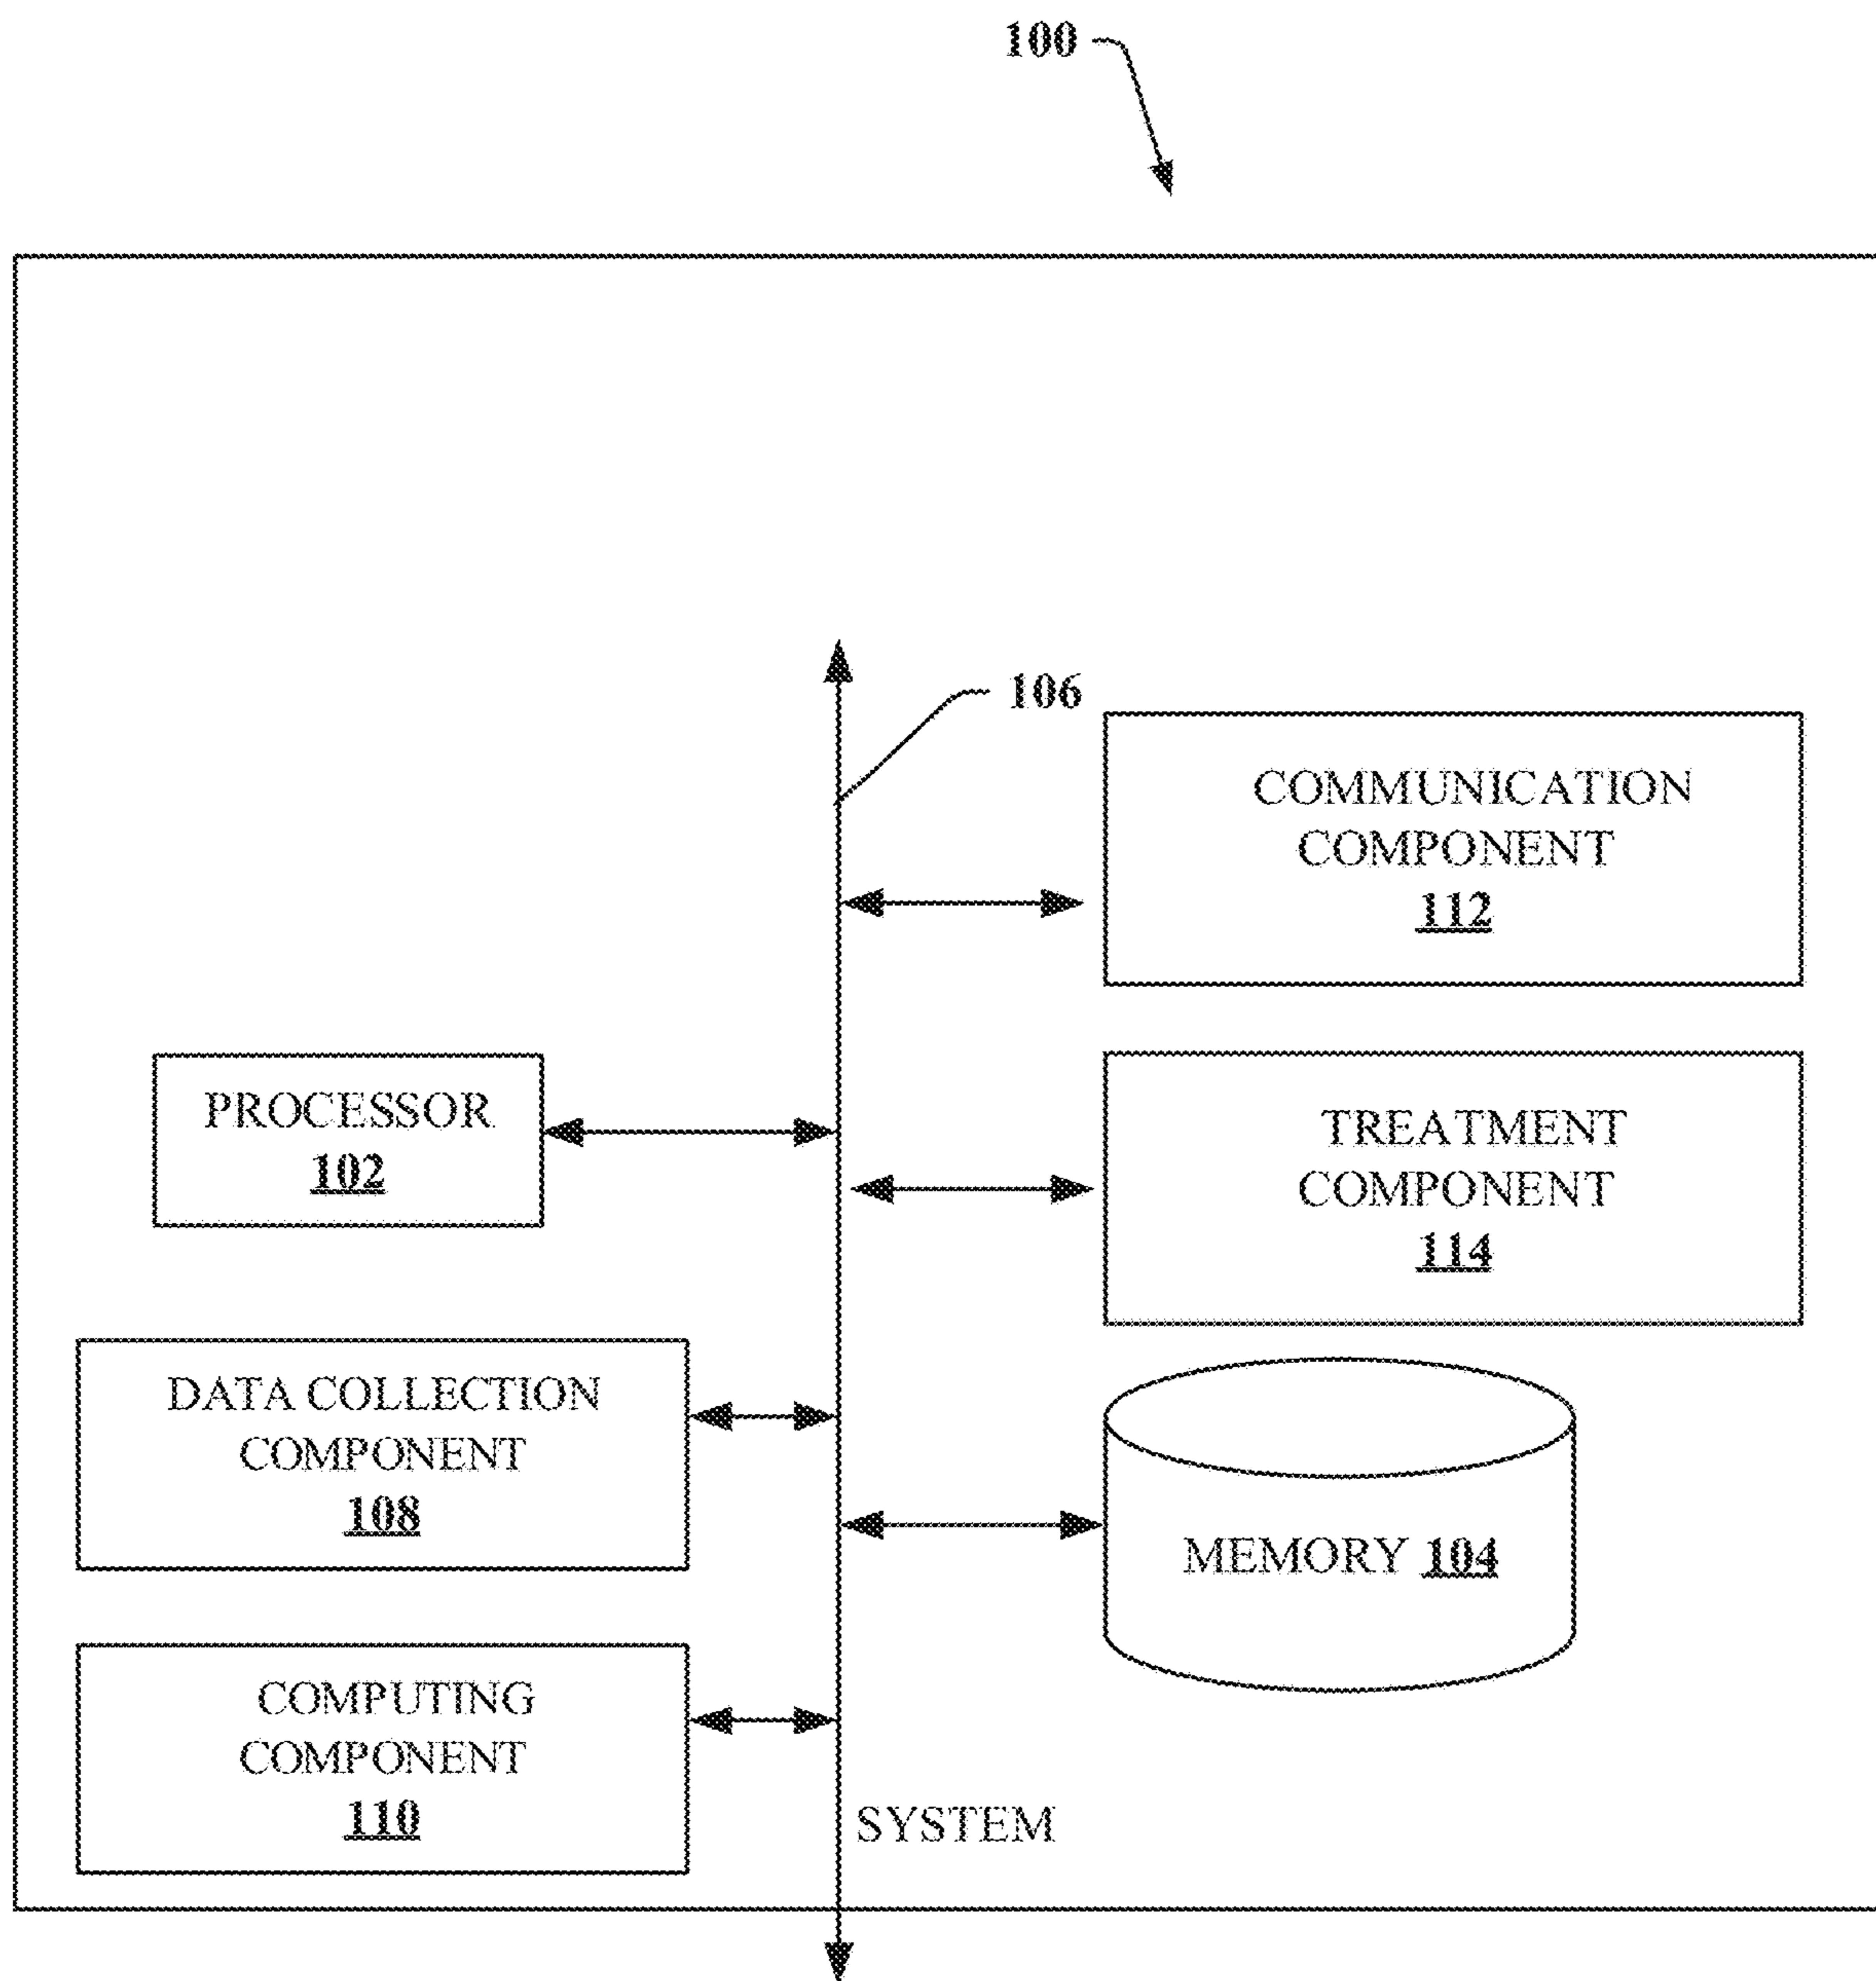 100
106
COMMUNICATION
COMPONENT
112
PROCESSOR
102
TREATMENT
COMPONENT
114
DATA COLLECTION
COMPONENT
108
MEMORY 104
COMPUTING
COMPONENT
110
SYSTEM